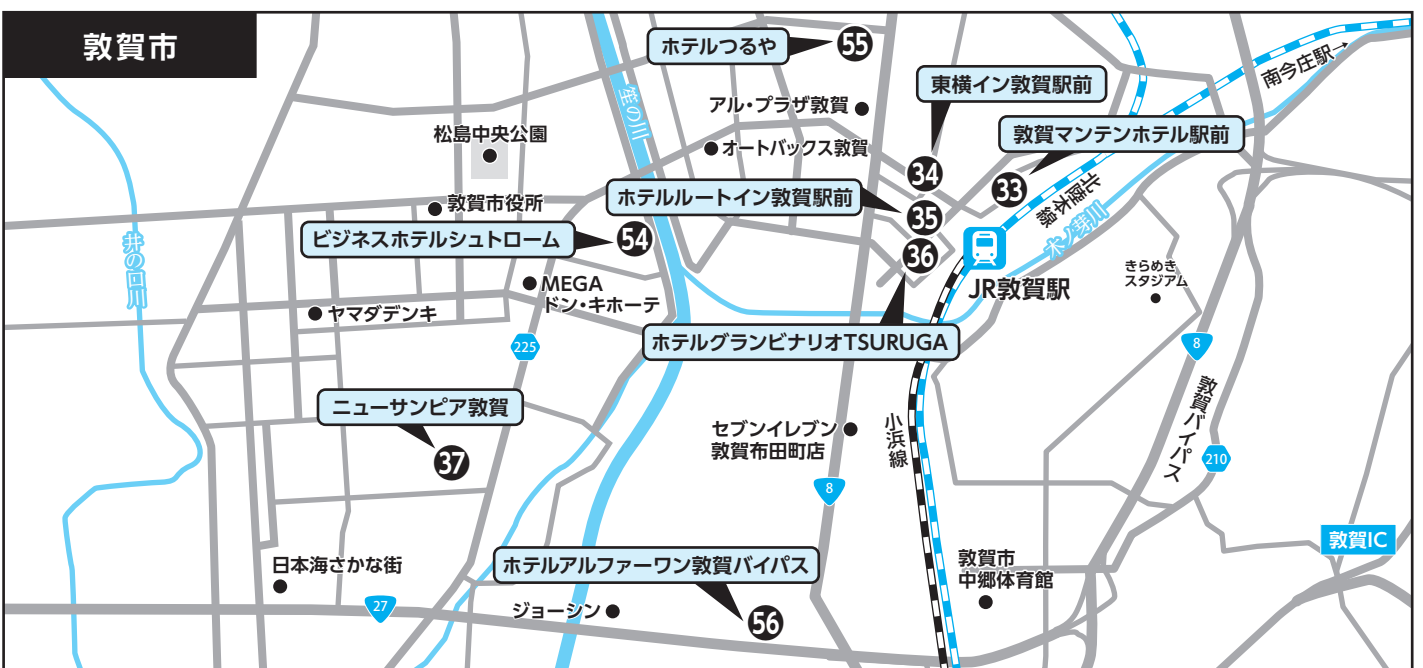 敦賀市
ホテルつるや
55
笙の川
アル・プラザ敦賀
東横イン敦賀駅前
南今庄駅→
松島中央公園
オートバックス敦賀
敦賀マンテンホテル駅前
34
33
敦賀市役所
ホテルルートイン敦賀駅前
35
北陸本線
木ノ芽川
井の口川
ビジネスホテルシュトローム
54
36
JR敦賀駅
きらめき
スタジアム
MEGA
ドン・キホーテ
ヤマダデンキ
225
ホテルグランビナリオTSURUGA
8
ニューサンピア敦賀
37
セブンイレブン
敦賀布田町店
小浜線
敦賀バイパス
210
8
敦賀IC
日本海さかな街
ホテルアルファーワン敦賀バイパス
敦賀市
中郷体育館
27
ジョーシン
56